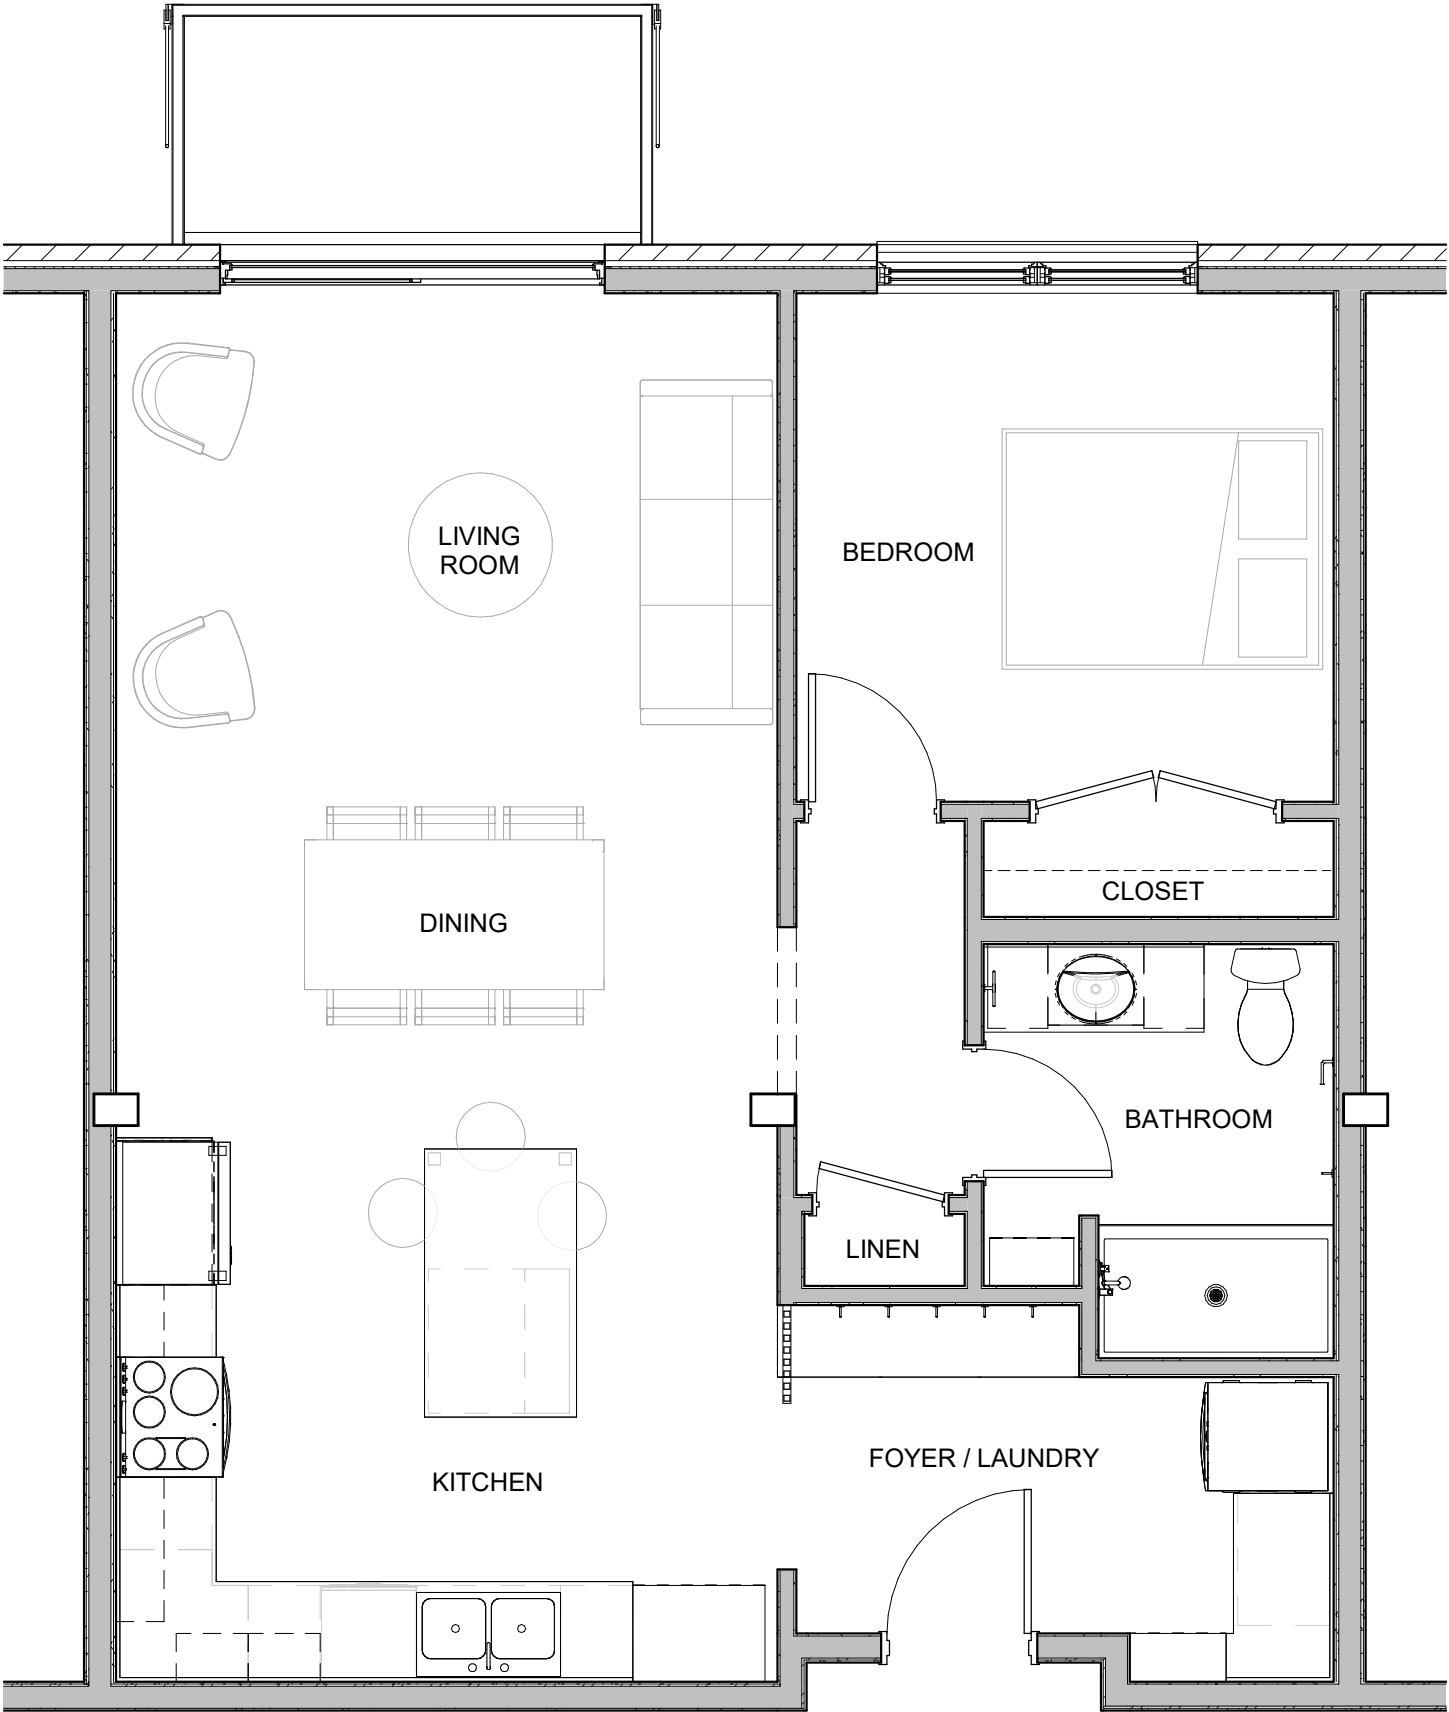 LIVING
ROOM
BEDROOM
CLOSET
DINING
BATHROOM
LINEN
FOYER / LAUNDRY
KITCHEN